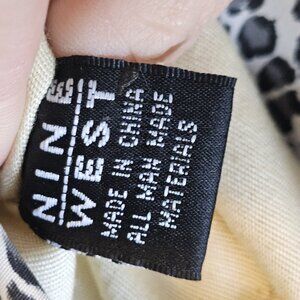 NINE
WEST
MADE IN CHINA
ALL MAN MADE
MATERIALS